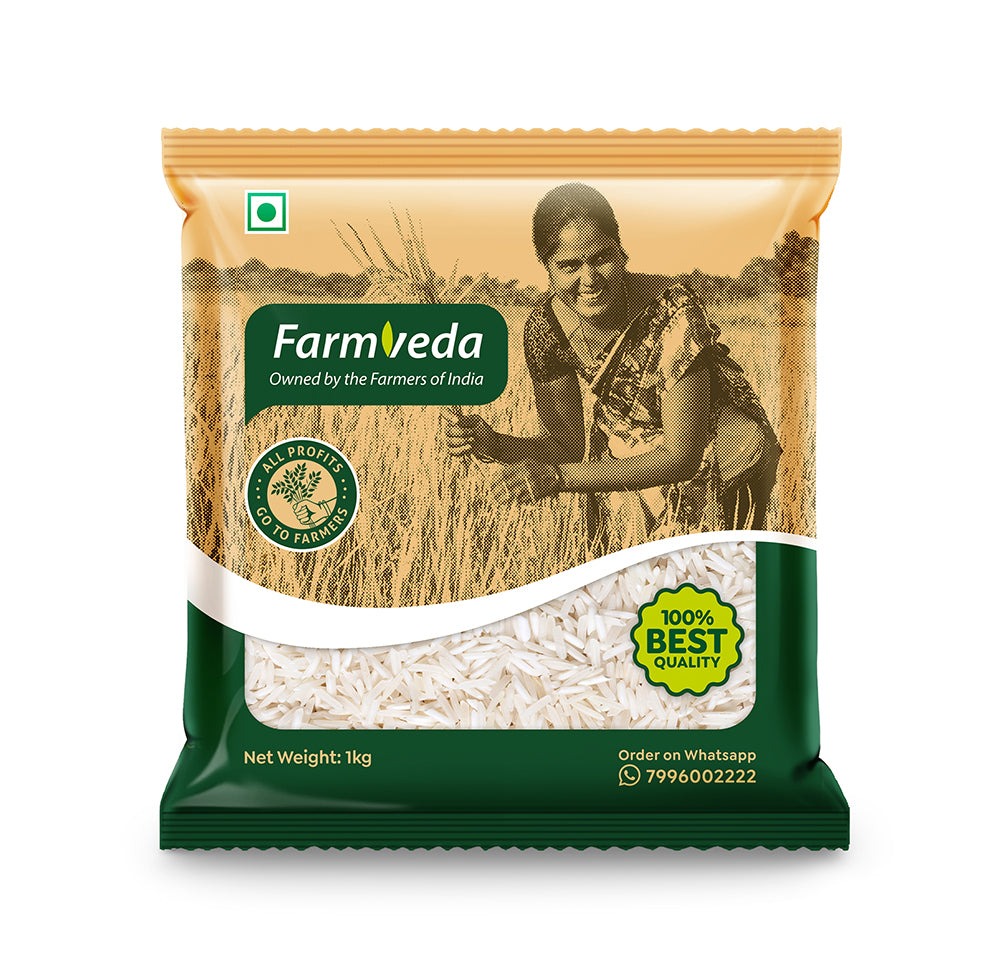 Farmveda
Owned by the Farmers of India
ALL PROFITS
GO TO FARMERS
100%
BEST
QUALITY
Net Weight: 1kg
Order on Whatsapp
7996002222